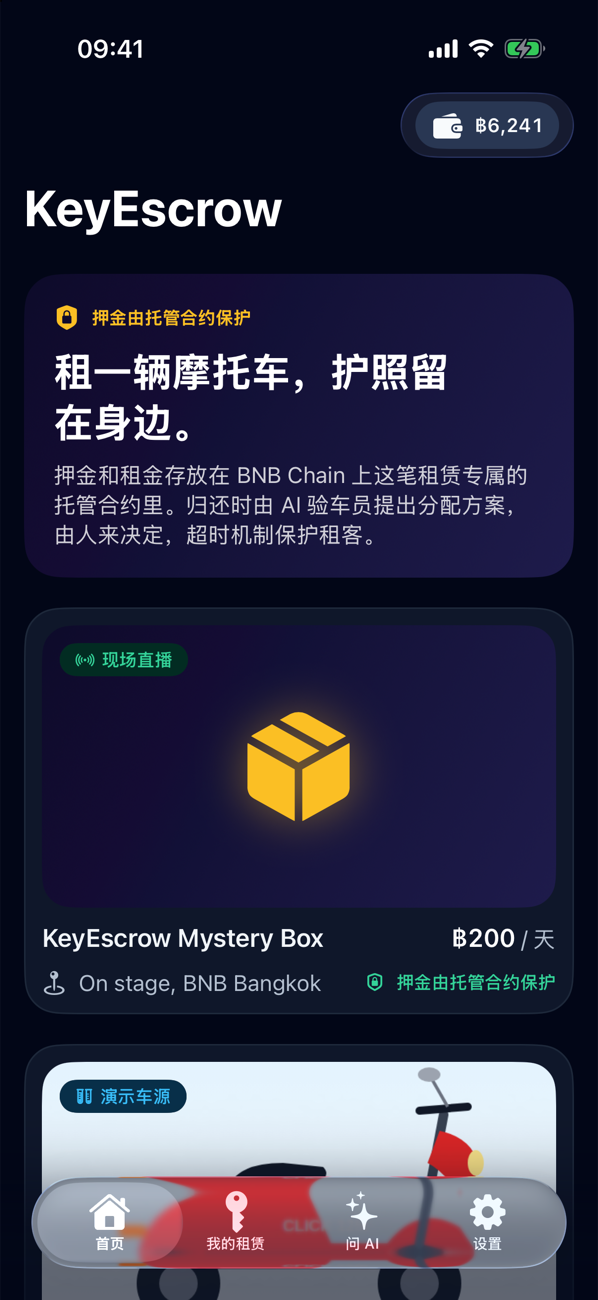 09:41
฿6,241
KeyEscrow
押金由托管合约保护
租一辆摩托车，护照留
在身边。
押金和租金存放在 BNB Chain 上这笔租赁专属的
托管合约里。归还时由 AI 验车员提出分配方案，
由人来决定，超时机制保护租客。
现场直播
KeyEscrow Mystery Box
฿200 / 天
On stage, BNB Bangkok
押金由托管合约保护
演示车源
CLIC
首页
我的租赁
问 AI
设置